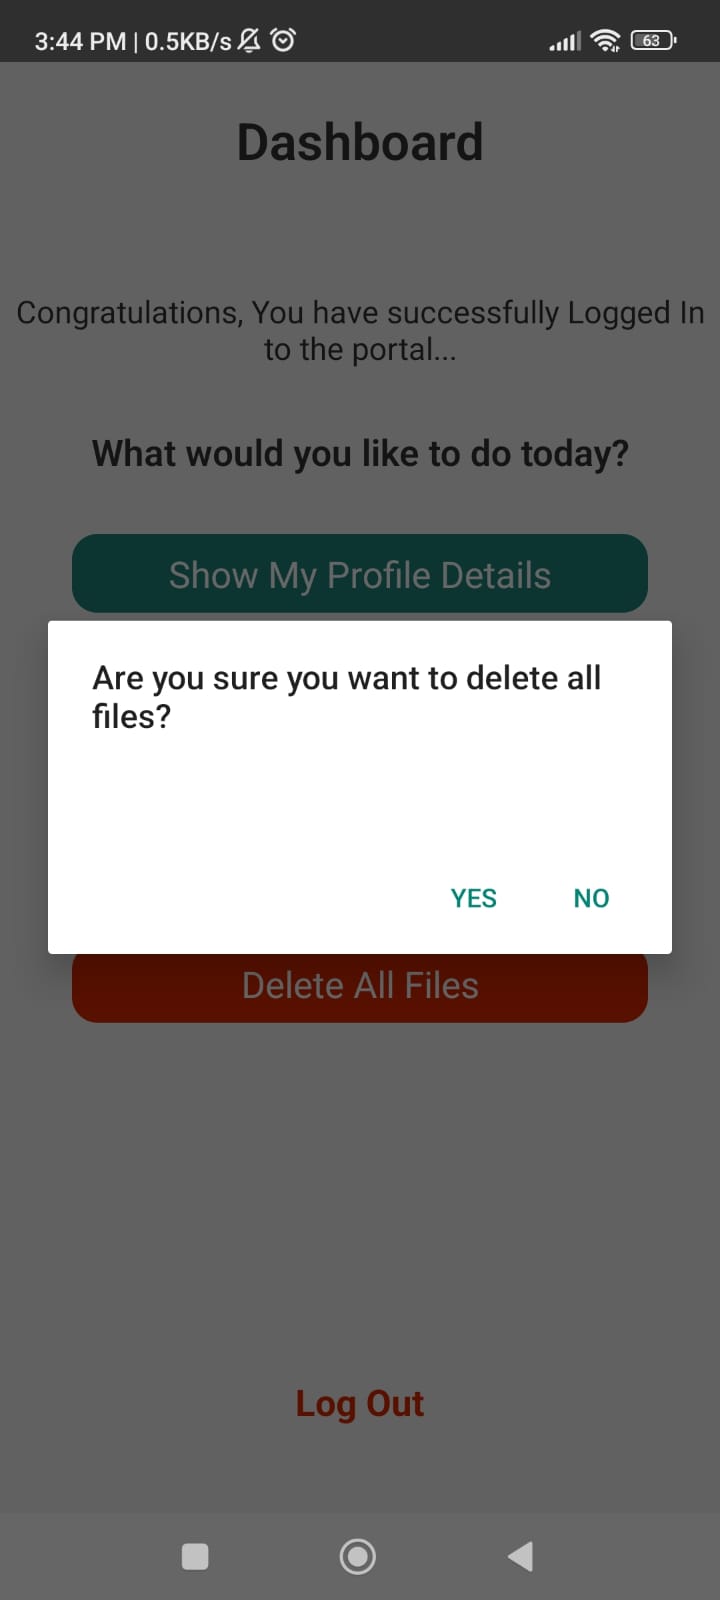 3:44 PM | 0.5KB/s 63
Dashboard
Congratulations, You have successfully Logged In
to the portal...
What would you like to do today?
Show My Profile Details
Are you sure you want to delete all
files?
YES NO
Delete All Files
Log Out